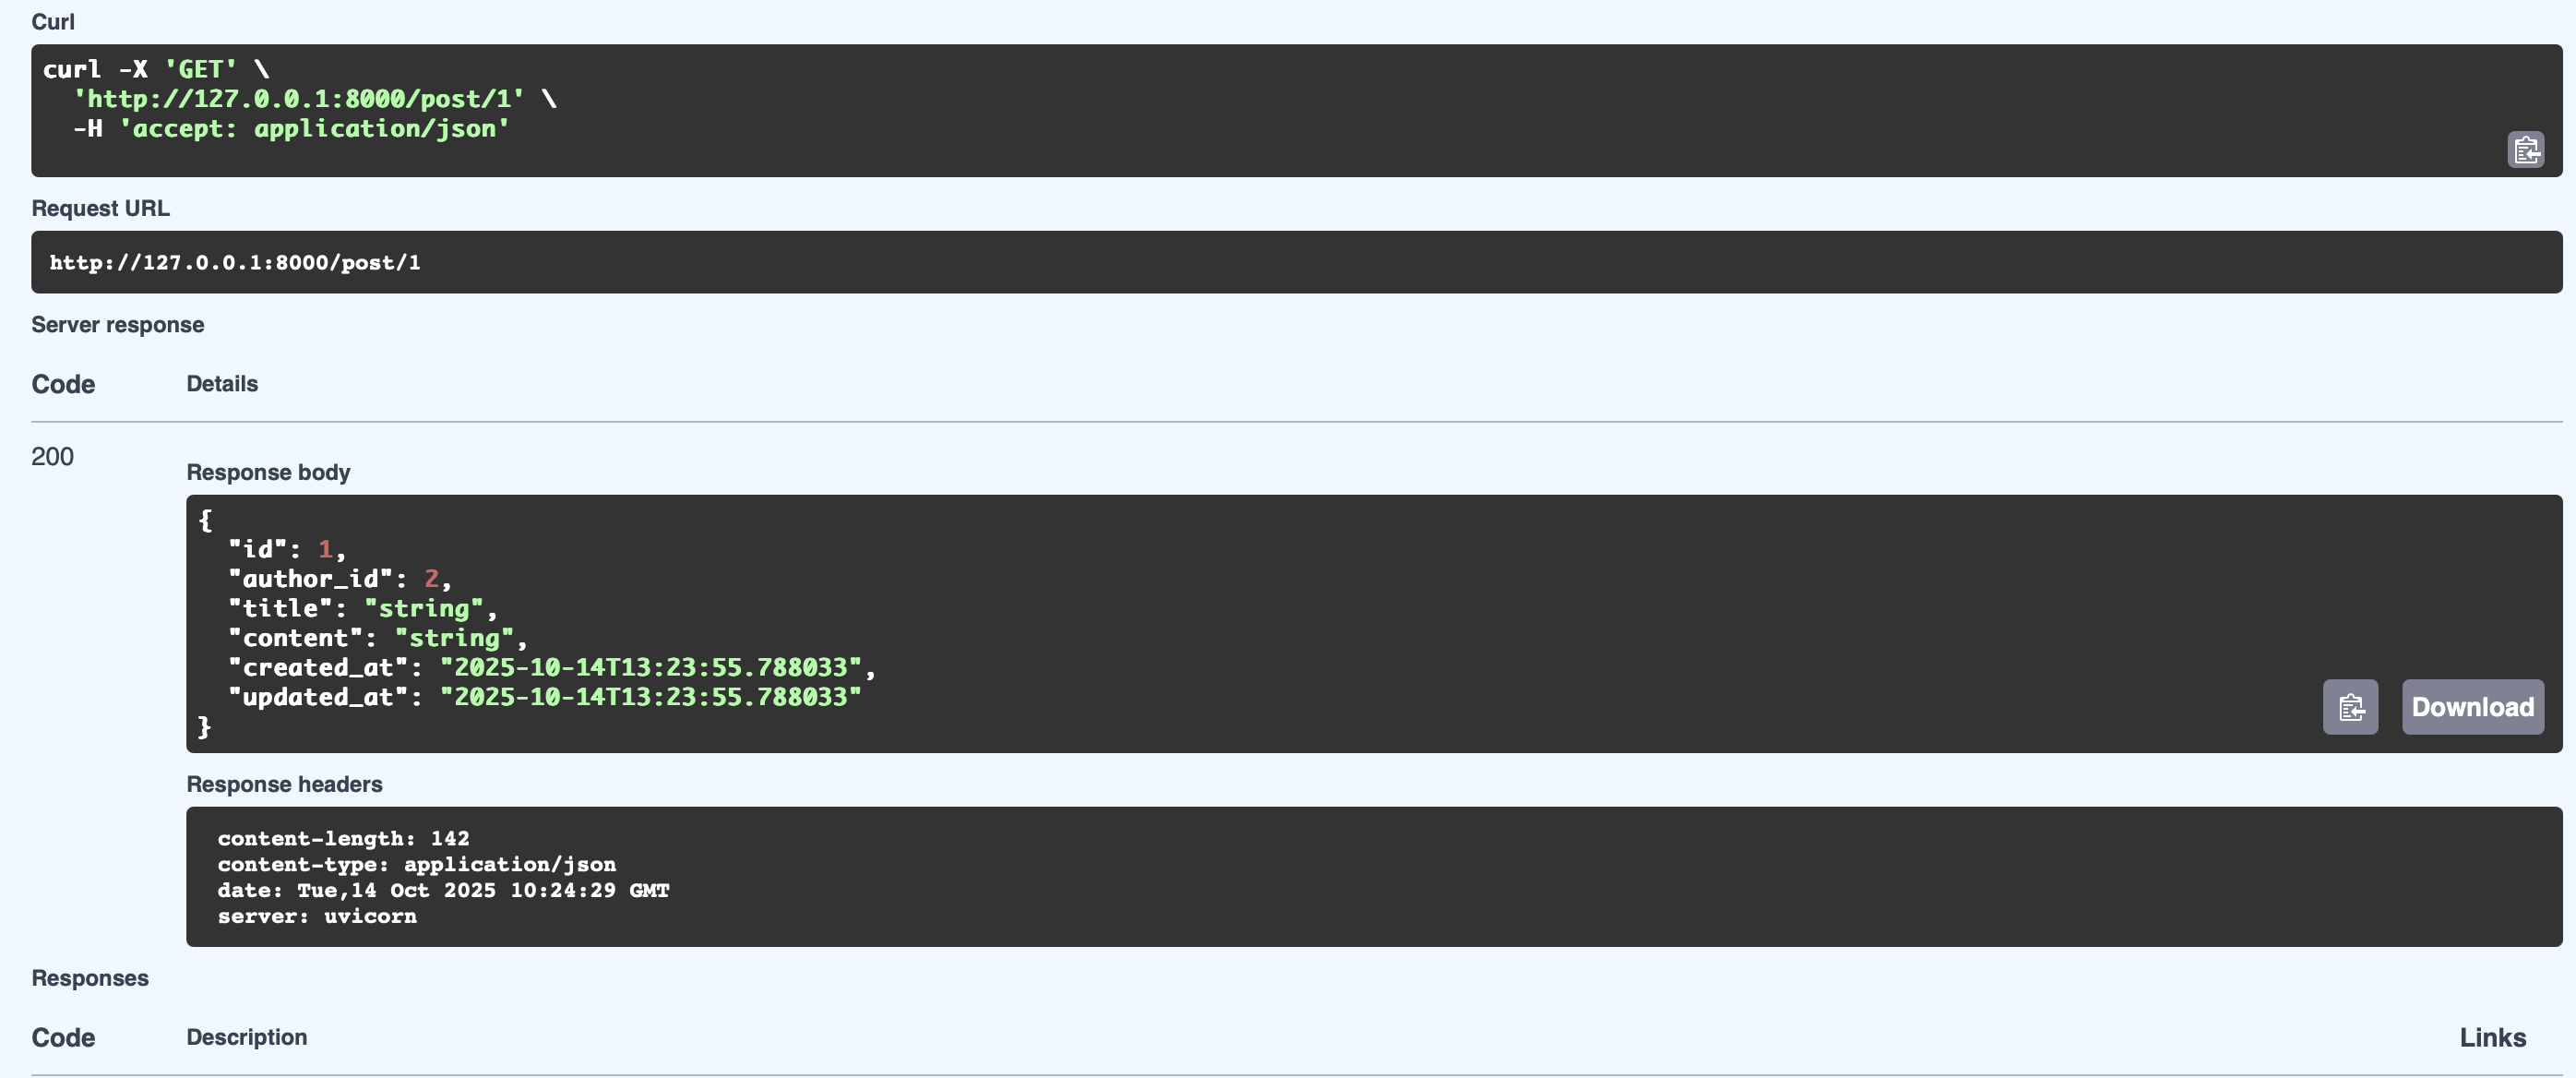 Curl
curl -X 'GET' \
  'http://127.0.0.1:8000/post/1' \
  -H 'accept: application/json'
Request URL
http://127.0.0.1:8000/post/1
Server response
Code Details
200
Response body
{
  "id": 1,
  "author_id": 2,
  "title": "string",
  "content": "string",
  "created_at": "2025-10-14T13:23:55.788033",
  "updated_at": "2025-10-14T13:23:55.788033"
}
Download
Response headers
content-length: 142
content-type: application/json
date: Tue,14 Oct 2025 10:24:29 GMT
server: uvicorn
Responses
Code Description Links